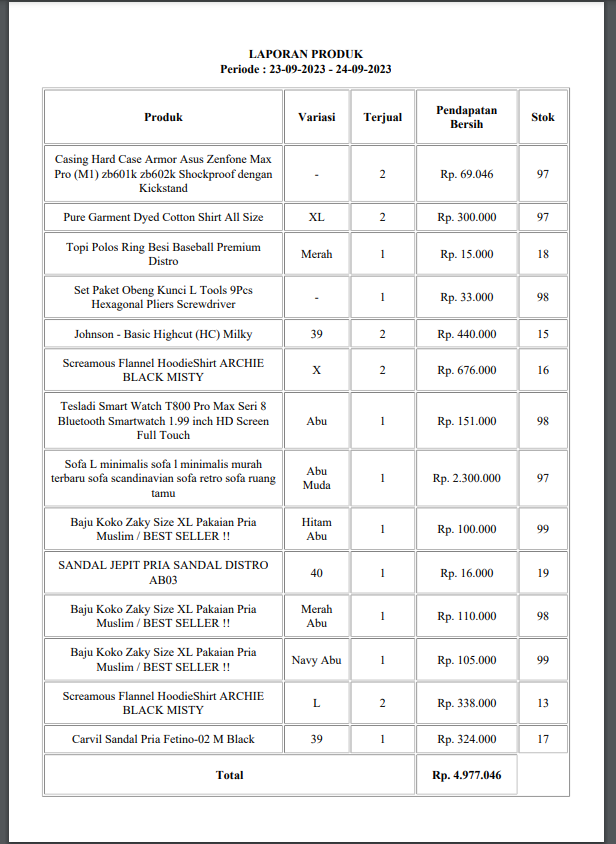 LAPORAN PRODUK
Periode : 23-09-2023 - 24-09-2023
Produk Variasi Terjual Pendapatan Bersih Stok
Casing Hard Case Armor Asus Zenfone Max
Pro (M1) zb601k zb602k Shockproof dengan
Kickstand
- 2 Rp. 69.046 97
Pure Garment Dyed Cotton Shirt All Size XL 2 Rp. 300.000 97
Topi Polos Ring Besi Baseball Premium
Distro
Merah 1 Rp. 15.000 18
Set Paket Obeng Kunci L Tools 9Pcs
Hexagonal Pliers Screwdriver
- 1 Rp. 33.000 98
Johnson - Basic Highcut (HC) Milky 39 2 Rp. 440.000 15
Screamous Flannel HoodieShirt ARCHIE
BLACK MISTY
X 2 Rp. 676.000 16
Tesladi Smart Watch T800 Pro Max Seri 8
Bluetooth Smartwatch 1.99 inch HD Screen
Full Touch
Abu 1 Rp. 151.000 98
Sofa L minimalis sofa l minimalis murah
terbaru sofa scandinavian sofa retro sofa ruang
tamu
Abu
Muda
1 Rp. 2.300.000 97
Baju Koko Zaky Size XL Pakaian Pria
Muslim / BEST SELLER !!
Hitam
Abu
1 Rp. 100.000 99
SANDAL JEPIT PRIA SANDAL DISTRO
AB03
40 1 Rp. 16.000 19
Baju Koko Zaky Size XL Pakaian Pria
Muslim / BEST SELLER !!
Merah
Abu
1 Rp. 110.000 98
Baju Koko Zaky Size XL Pakaian Pria
Muslim / BEST SELLER !!
Navy Abu 1 Rp. 105.000 99
Screamous Flannel HoodieShirt ARCHIE
BLACK MISTY
L 2 Rp. 338.000 13
Carvil Sandal Pria Fetino-02 M Black 39 1 Rp. 324.000 17
Total Rp. 4.977.046